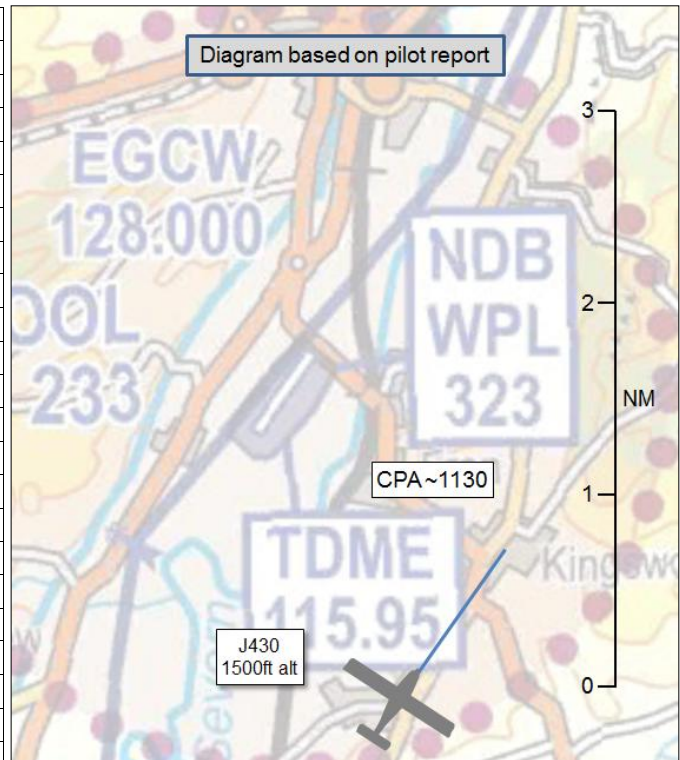 Diagram based on pilot report
EGCW
128.000
OOL
233
NDB
WPL
323
3
2
NM
CPA~1130
1
TDME
115.95
Kingsw
J430
1500ft alt
0
Severn